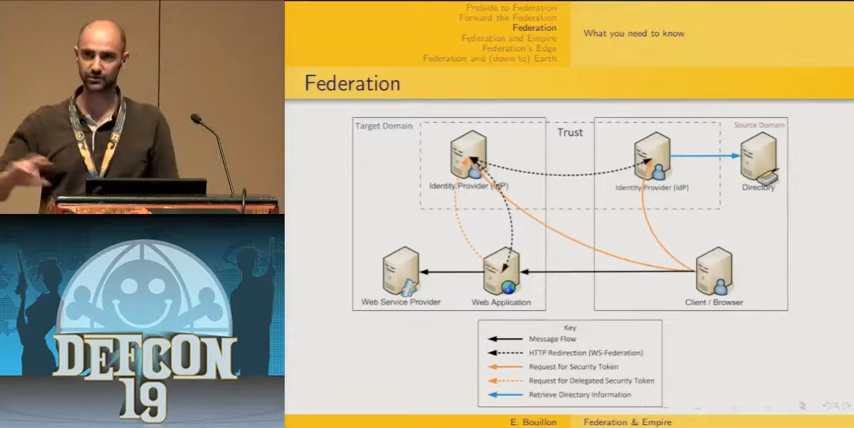 Prelude to Federation
Forward the Federation
Federation
Federation and Empire
Federation's Edge
Federation and (down to) Earth
What you need to know
Federation
Target Domain
Trust
Source Domain
Identity Provider (IdP)
Identity Provider (IdP)
Directory
Web Service Provider
Web Application
Client / Browser
Key
Message Flow
HTTP Redirection (WS-Federation)
Request for Security Token
Request for Delegated Security Token
Retrieve Directory Information
E. Bouillon
Federation & Empire
DEFCON
19